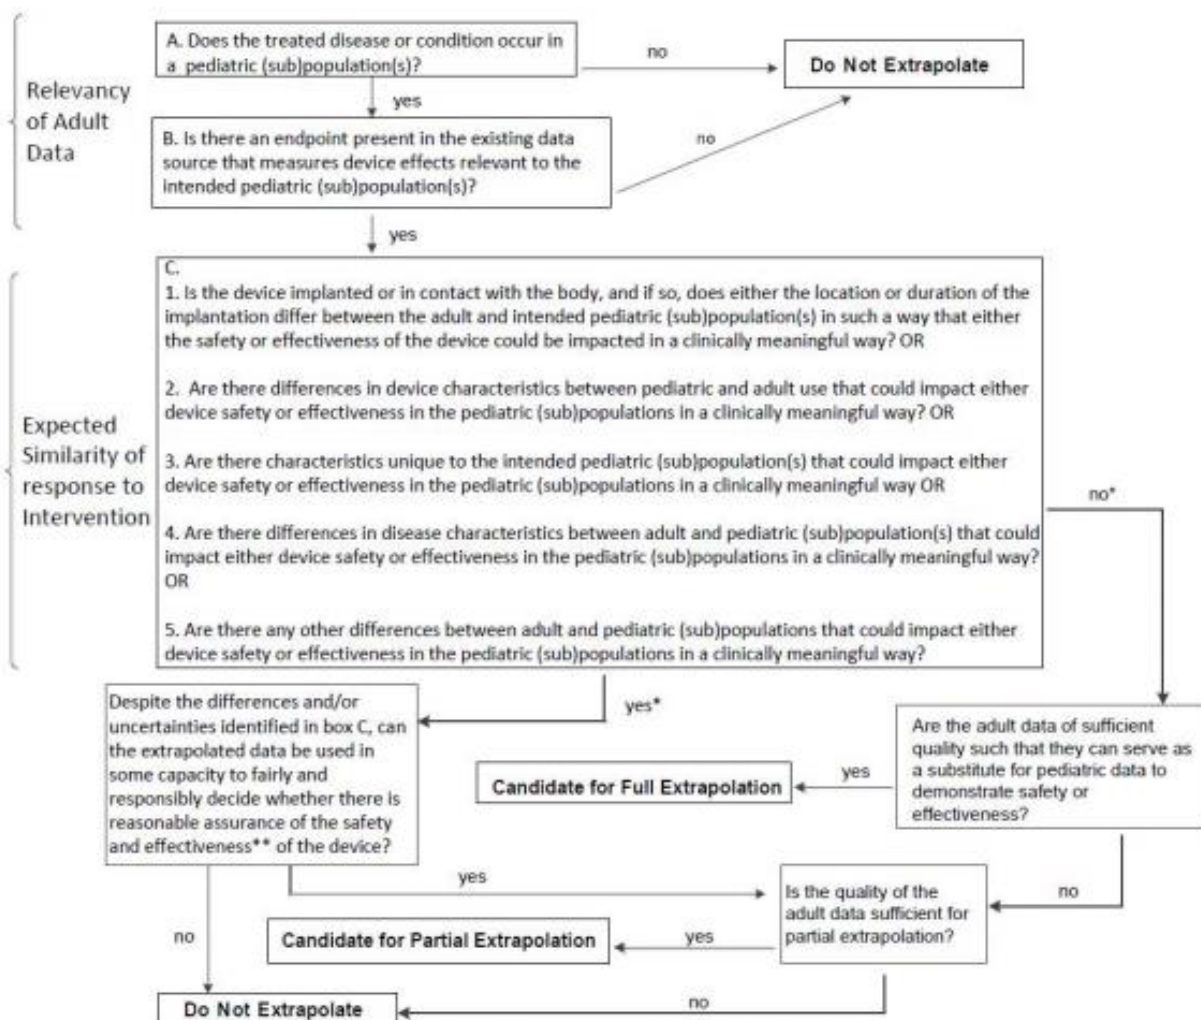 A. Does the treated disease or condition occur in
a pediatric (sub)population(s)?
no
Do Not Extrapolate
Relevancy
of Adult
Data
yes
B. Is there an endpoint present in the existing data
source that measures device effects relevant to the
intended pediatric (sub)population(s)?
no
yes
C.
1. Is the device implanted or in contact with the body, and if so, does either the location or duration of the
implantation differ between the adult and intended pediatric (sub)population(s) in such a way that either
the safety or effectiveness of the device could be impacted in a clinically meaningful way? OR
2. Are there differences in device characteristics between pediatric and adult use that could impact either
device safety or effectiveness in the pediatric (sub)populations in a clinically meaningful way? OR
Expected
Similarity of
response to
Intervention
3. Are there characteristics unique to the intended pediatric (sub)population(s) that could impact either
device safety or effectiveness in the pediatric (sub)populations in a clinically meaningful way OR
4. Are there differences in disease characteristics between adult and pediatric (sub)population(s) that could
impact either device safety or effectiveness in the pediatric (sub)populations in a clinically meaningful way?
OR
5. Are there any other differences between adult and pediatric (sub)populations that could impact either
device safety or effectiveness in the pediatric (sub)populations in a clinically meaningful way?
no*
yes*
Despite the differences and/or
uncertainties identified in box C, can
the extrapolated data be used in
some capacity to fairly and
responsibly decide whether there is
reasonable assurance of the safety
and effectiveness** of the device?
Are the adult data of sufficient
quality such that they can serve as
a substitute for pediatric data to
demonstrate safety or
effectiveness?
yes
Candidate for Full Extrapolation
yes
no
Is the quality of the
adult data sufficient for
partial extrapolation?
no
yes
Candidate for Partial Extrapolation
no
Do Not Extrapolate